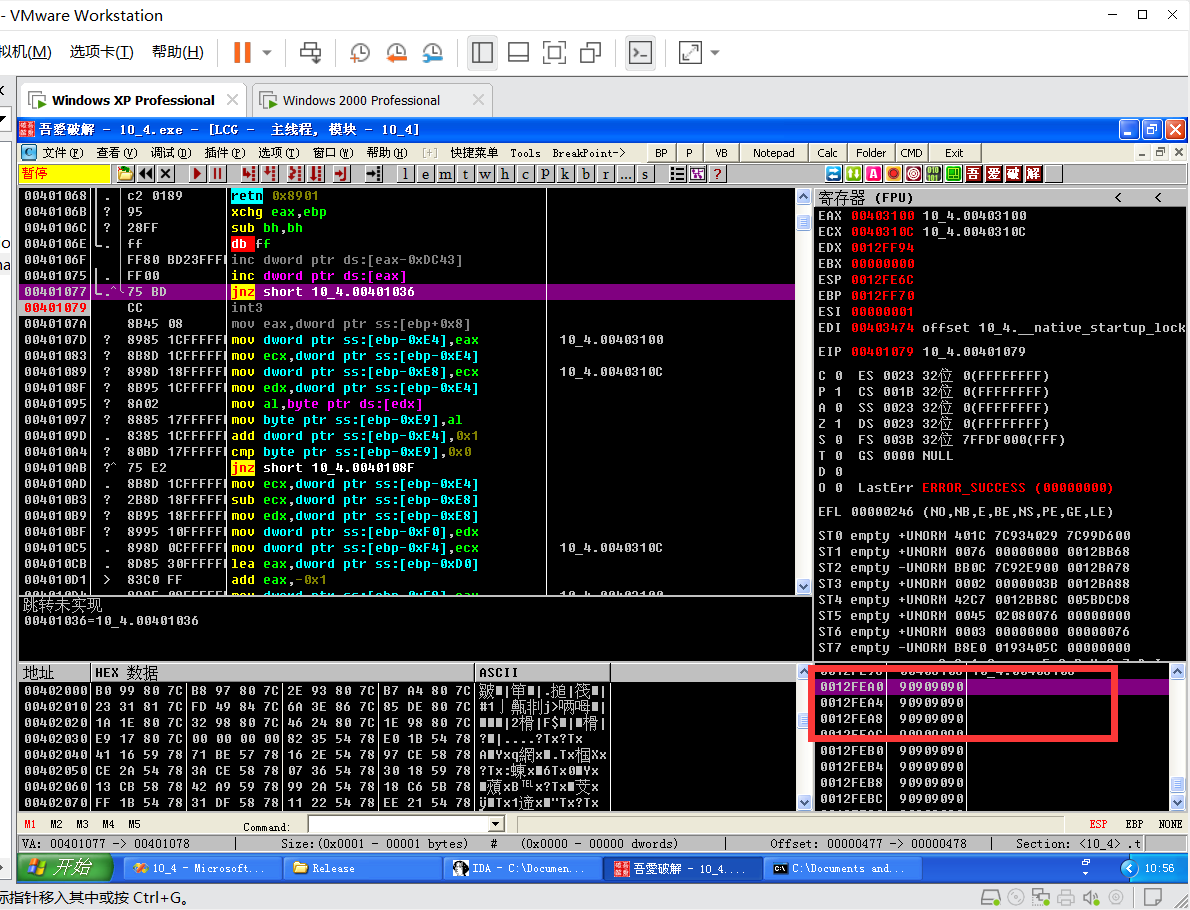 - VMware Workstation
拟机(M) 选项卡(T) 帮助(H)
Windows XP Professional
Windows 2000 Professional
吾爱破解 - 10_4.exe - [LCG - 主线程, 模块 - 10_4]
文件(F) 查看(V) 调试(D) 插件(P) 选项(T) 窗口(W) 帮助(H) [+] 快捷菜单 Tools BreakPoint-> BP P VB Notepad Calc Folder CMD Exit
暂停 l e m t w h c p k b r ... s ? 吾 爱 破 解
00401068 . c2 0189 retn 0x8901
0040106B ? 95 xchg eax,ebp
0040106C ? 28FF sub bh,bh
0040106E . ff db ff
0040106F FF80 BD23FFFF inc dword ptr ds:[eax-0xDC43]
00401075 . FF00 inc dword ptr ds:[eax]
00401077 .^ 75 BD jnz short 10_4.00401036
00401079 CC int3
0040107A 8B45 08 mov eax,dword ptr ss:[ebp+0x8]
0040107D ? 8985 1CFFFFFF mov dword ptr ss:[ebp-0xE4],eax 10_4.00403100
00401083 ? 8B8D 1CFFFFFF mov ecx,dword ptr ss:[ebp-0xE4]
00401089 ? 898D 18FFFFFF mov dword ptr ss:[ebp-0xE8],ecx 10_4.0040310C
0040108F ? 8B95 1CFFFFFF mov edx,dword ptr ss:[ebp-0xE4]
00401095 ? 8A02 mov al,byte ptr ds:[edx]
00401097 ? 8885 17FFFFFF mov byte ptr ss:[ebp-0xE9],al
0040109D . 8385 1CFFFFFF add dword ptr ss:[ebp-0xE4],0x1
004010A4 ? 80BD 17FFFFFF cmp byte ptr ss:[ebp-0xE9],0x0
004010AB ?^ 75 E2 jnz short 10_4.0040108F
004010AD . 8B8D 1CFFFFFF mov ecx,dword ptr ss:[ebp-0xE4]
004010B3 ? 2B8D 18FFFFFF sub ecx,dword ptr ss:[ebp-0xE8]
004010B9 ? 8B95 18FFFFFF mov edx,dword ptr ss:[ebp-0xE8]
004010BF ? 8995 10FFFFFF mov dword ptr ss:[ebp-0xF0],edx
004010C5 . 898D 0CFFFFFF mov dword ptr ss:[ebp-0xF4],ecx 10_4.0040310C
004010CB . 8D85 30FFFFFF lea eax,dword ptr ss:[ebp-0xD0]
004010D1 > 83C0 FF add eax,-0x1
跳转未实现
00401036=10_4.00401036
寄存器 (FPU) < <
EAX 00403100 10_4.00403100
ECX 0040310C 10_4.0040310C
EDX 0012FF94
EBX 00000000
ESP 0012FE6C
EBP 0012FF70
ESI 00000001
EDI 00403474 offset 10_4.__native_startup_lock
EIP 00401079 10_4.00401079
C 0 ES 0023 32位 0(FFFFFFFF)
P 1 CS 001B 32位 0(FFFFFFFF)
A 0 SS 0023 32位 0(FFFFFFFF)
Z 1 DS 0023 32位 0(FFFFFFFF)
S 0 FS 003B 32位 7FFDF000(FFF)
T 0 GS 0000 NULL
D 0
O 0 LastErr ERROR_SUCCESS (00000000)
EFL 00000246 (NO,NB,E,BE,NS,PE,GE,LE)
ST0 empty +UNORM 401C 7C934029 7C99D600
ST1 empty +UNORM 0076 00000000 0012BB68
ST2 empty -UNORM BB0C 7C92E900 0012BA78
ST3 empty +UNORM 0002 0000003B 0012BA88
ST4 empty +UNORM 42C7 0012BB8C 005BDCD8
ST5 empty +UNORM 0045 02080076 00000000
ST6 empty +UNORM 0003 00000000 00000076
ST7 empty -UNORM B8E0 0193405C 00000000
地址 HEX 数据 ASCII
00402000 B0 99 80 7C B8 97 80 7C 2E 93 80 7C B7 A4 80 7C
00402010 23 31 81 7C FD 49 84 7C 6A 3E 86 7C 85 DE 80 7C
00402020 1A 1E 80 7C 32 98 80 7C 46 24 80 7C 1E 98 80 7C
00402030 E9 17 80 7C 00 00 00 00 82 35 54 78 E0 1B 54 78
00402040 41 16 59 78 71 BE 57 78 16 2E 54 78 97 CE 58 78
00402050 CE 2A 54 78 3A CE 58 78 07 36 54 78 30 18 59 78
00402060 13 CB 58 78 42 A9 59 78 99 2A 54 78 18 C6 5B 78
00402070 FF 1B 54 78 31 DF 58 78 11 22 54 78 EE 21 54 78
0012FEA0 90909090
0012FEA4 90909090
0012FEA8 90909090
0012FEAC 90909090
0012FEB0 90909090
0012FEB4 90909090
0012FEB8 90909090
0012FEBC 90909090
M1 M2 M3 M4 M5 Command: ESP EBP NONE
VA: 00401077 -> 00401078 Size:(0x0001 - 00001 bytes) # (0x0000 - 00000 dwords) Offset: 00000477 -> 00000478 Section: <10_4> .t
开始 10_4 - Microsoft... Release IDA - C:\Documen... 吾爱破解 - 10_4.... C:\Documents and... 10:56
标指针移入其中或按 Ctrl+G。